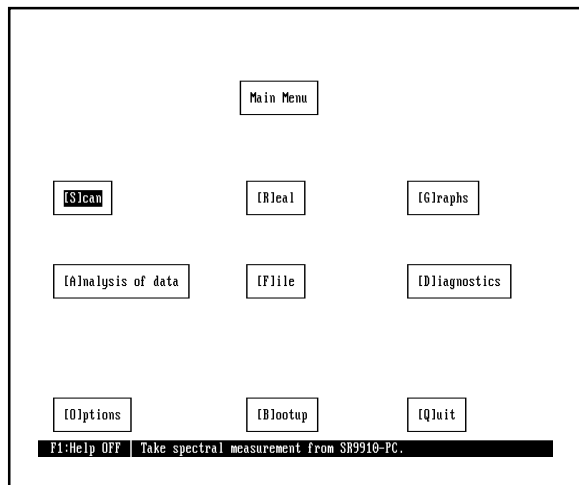 Main Menu
[S]can [R]eal [G]raphs
[A]nalysis of data [F]ile [D]iagnostics
[O]ptions [B]ootup [Q]uit
F1:Help OFF | Take spectral measurement from SR9910-PC.